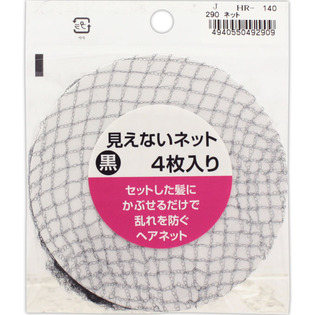 J HR- 140
290 ネット
4940550492909
見えないネット
黒 4枚入り
セットした髪に
かぶせるだけで
乱れを防ぐ
ヘアネット